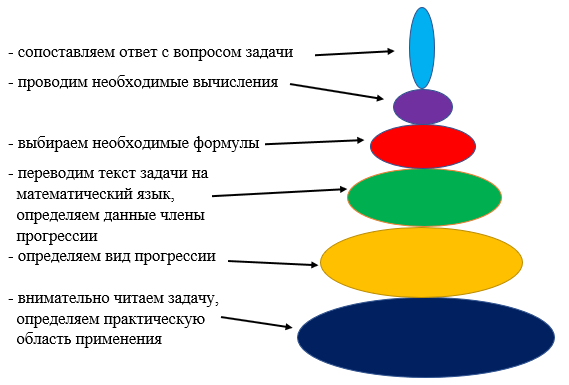 - сопоставляем ответ с вопросом задачи
- проводим необходимые вычисления
- выбираем необходимые формулы
- переводим текст задачи на
математический язык,
определяем данные члены
прогрессии
- определяем вид прогрессии
- внимательно читаем задачу,
определяем практическую
область применения